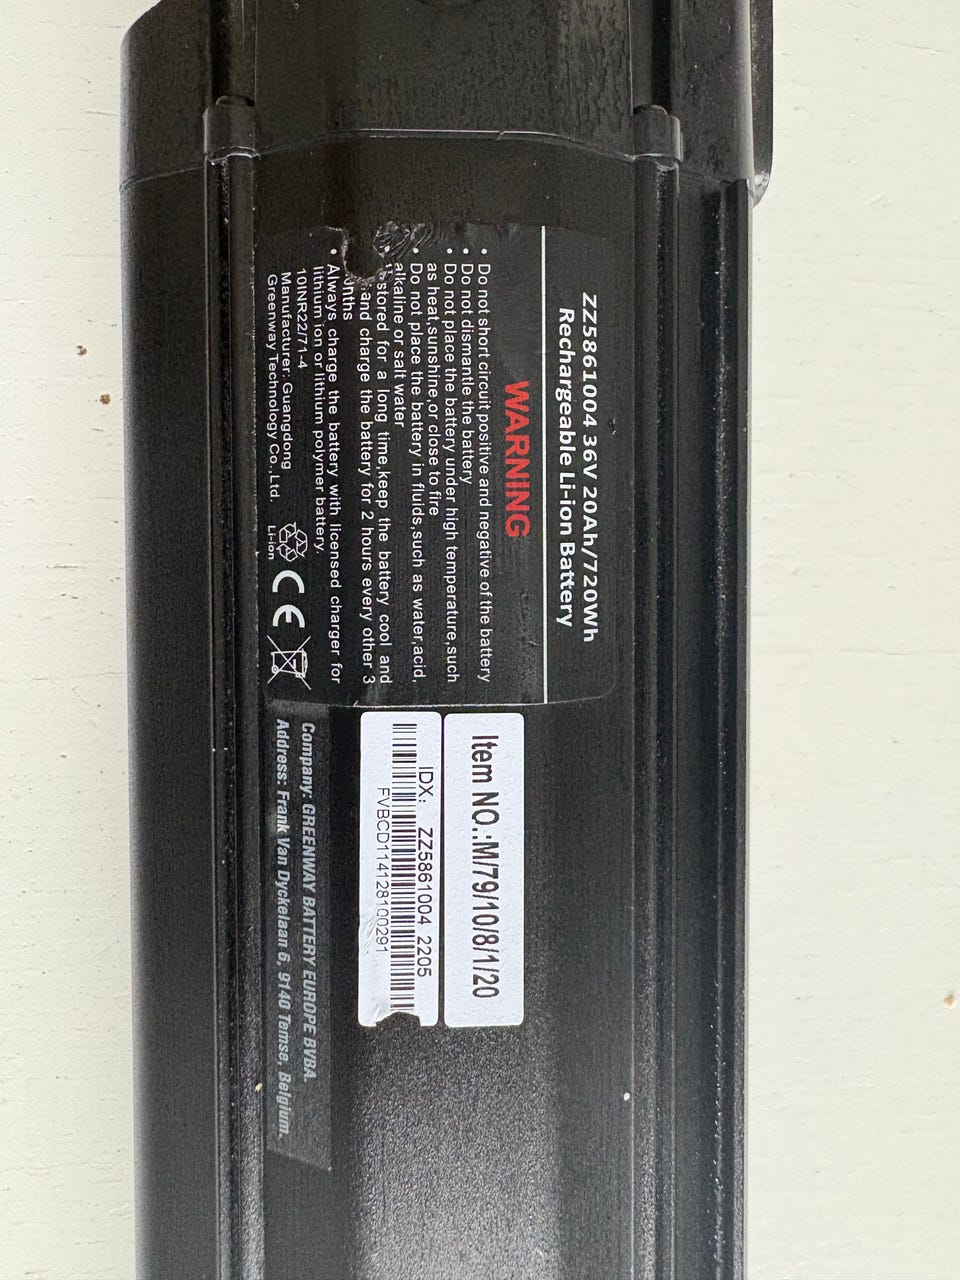 ZZ5861004 36V 20Ah/720Wh
Rechargeable Li-ion Battery
WARNING
• Do not short circuit positive and negative of the battery
• Do not dismantle the battery
• Do not place the battery under high temperature,such
as heat,sunshine,or close to fire
• Do not place the battery in fluids,such as water,acid,
alkaline or salt water
stored for a long time,keep the battery cool and
and charge the battery for 2 hours every other 3
• Always charge the battery with licensed charger for
lithium ion or lithium polymer battery.
10INR22/71-4
Manufacturer: Guangdong
Greenway Technology Co.,Ltd.
Li-ion
CE
Item NO.:M/79/10/8/1/20
IDX: ZZ5861004 2205
FVBCD114128100291
Company: GREENWAY BATTERY EUROPE BVBA.
Address: Frank Van Dyckelaan 6, 9140 Temse, Belgium.